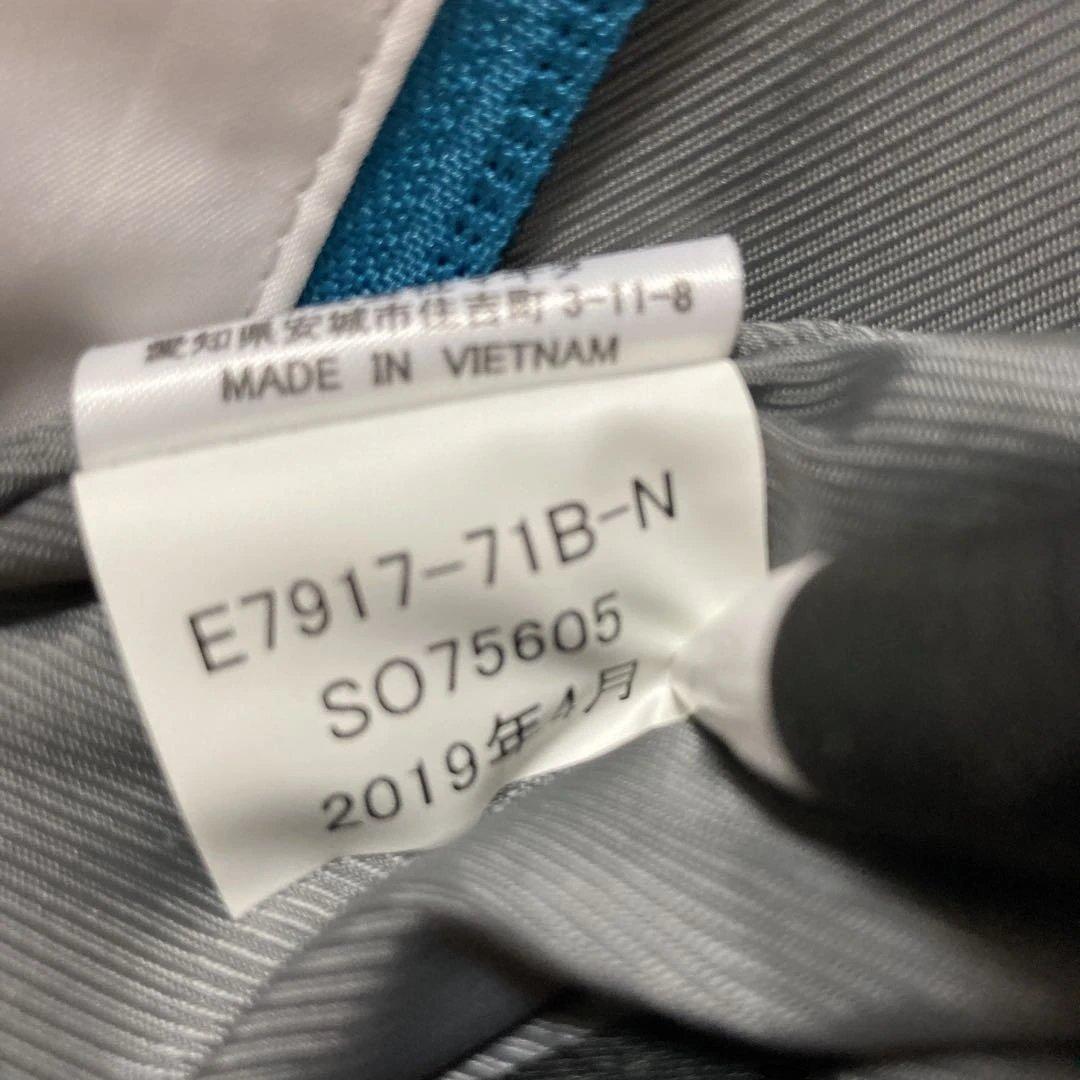 愛知県安城市住吉町 3-11-8
MADE IN VIETNAM
E7917-71B-N
SO75605
2019年4月